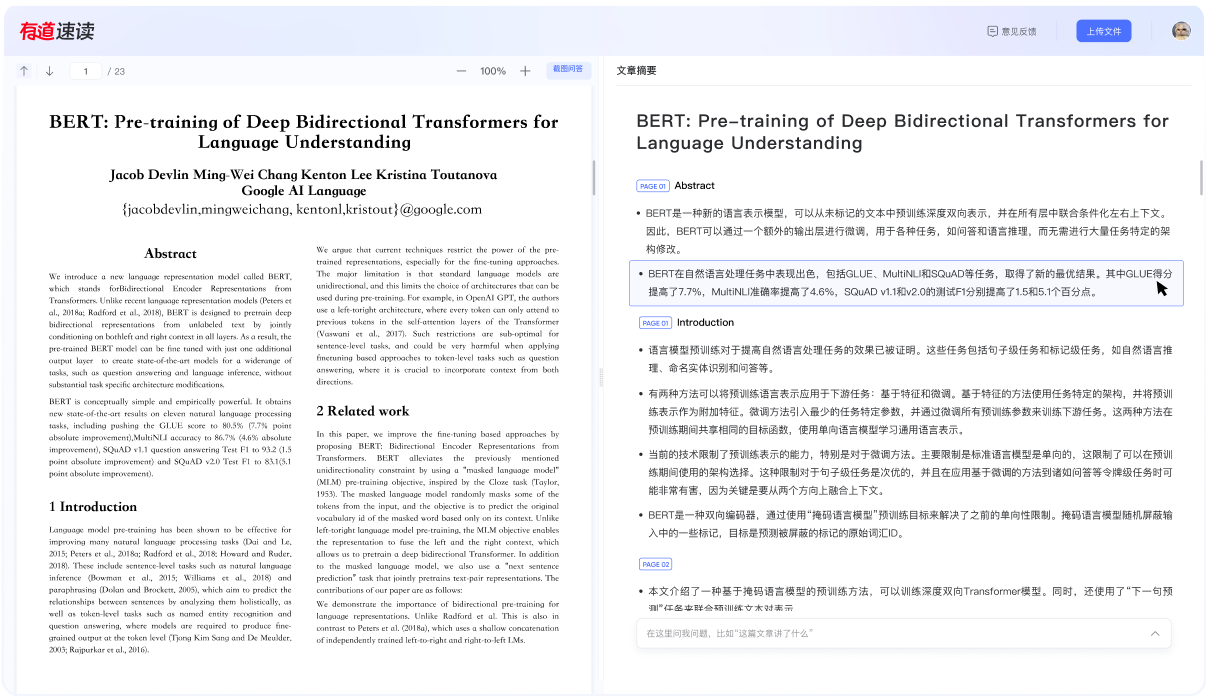 有道速读
意见反馈
上传文件
1 / 23
100%
截图问答
BERT: Pre-training of Deep Bidirectional Transformers for
Language Understanding
Jacob Devlin Ming-Wei Chang Kenton Lee Kristina Toutanova
Google AI Language
{jacobdevlin,mingweichang, kentonl,kristout}@google.com
Abstract
We introduce a new language representation model called BERT,
which stands forBidirectional Encoder Representations from
Transformers. Unlike recent language representation models (Peters et
al., 2018a; Radford et al., 2018), BERT is designed to pretrain deep
bidirectional representations from unlabeled text by jointly
conditioning on bothleft and right context in all layers. As a result, the
pre-trained BERT model can be fine tuned with just one additional
output layer to create state-of-the-art models for a widerange of
tasks, such as question answering and language inference, without
substantial task specific architecture modifications.
BERT is conceptually simple and empirically powerful. It obtains
new state-of-the-art results on eleven natural language processing
tasks, including pushing the GLUE score to 80.5% (7.7% point
absolute improvement),MultiNLI accuracy to 86.7% (4.6% absolute
improvement), SQuAD v1.1 question answering Test F1 to 93.2 (1.5
point absolute improvement) and SQuAD v2.0 Test F1 to 83.1(5.1
point absolute improvement).
1 Introduction
Language model pre-training has been shown to be effective for
improving many natural language processing tasks (Dai and Le,
2015; Peters et al., 2018a; Radford et al., 2018; Howard and Ruder,
2018). These include sentence-level tasks such as natural language
inference (Bowman et al., 2015; Williams et al., 2018) and
paraphrasing (Dolan and Brockett, 2005), which aim to predict the
relationships between sentences by analyzing them holistically, as
well as token-level tasks such as named entity recognition and
question answering, where models are required to produce fine-
grained output at the token level (Tjong Kim Sang and De Meulder,
2003; Rajpurkar et al., 2016).
We argue that current techniques restrict the power of the pre-
trained representations, especially for the fine-tuning approaches.
The major limitation is that standard language models are
unidirectional, and this limits the choice of architectures that can be
used during pre-training. For example, in OpenAI GPT, the authors
use a left-toright architecture, where every token can only attend to
previous tokens in the self-attention layers of the Transformer
(Vaswani et al., 2017). Such restrictions are sub-optimal for
sentence-level tasks, and could be very harmful when applying
finetuning based approaches to token-level tasks such as question
answering, where it is crucial to incorporate context from both
directions.
2 Related work
In this paper, we improve the fine-tuning based approaches by
proposing BERT: Bidirectional Encoder Representations from
Transformers. BERT alleviates the previously mentioned
unidirectionality constraint by using a “masked language model”
(MLM) pre-training objective, inspired by the Cloze task (Taylor,
1953). The masked language model randomly masks some of the
tokens from the input, and the objective is to predict the original
vocabulary id of the masked word based only on its context. Unlike
left-toright language model pre-training, the MLM objective enables
the representation to fuse the left and the right context, which
allows us to pretrain a deep bidirectional Transformer. In addition
to the masked language model, we also use a “next sentence
prediction” task that jointly pretrains text-pair representations. The
contributions of our paper are as follows:
We demonstrate the importance of bidirectional pre-training for
language representations. Unlike Radford et al. (2018), This is also in
contrast to Peters et al. (2018a), which uses a shallow concatenation
of independently trained left-to-right and right-to-left LMs.
文章摘要
BERT: Pre-training of Deep Bidirectional Transformers for
Language Understanding
PAGE 01 Abstract
• BERT是一种新的语言表示模型，可以从未标记的文本中预训练深度双向表示，并在所有层中联合条件化左右上下文。
因此，BERT可以通过一个额外的输出层进行微调，用于各种任务，如问答和语言推理，而无需进行大量任务特定的架
构修改。
• BERT在自然语言处理任务中表现出色，包括GLUE、MultiNLI和SQuAD等任务，取得了新的最优结果。其中GLUE得分
提高了7.7%，MultiNLI准确率提高了4.6%，SQuAD v1.1和v2.0的测试F1分别提高了1.5和5.1个百分点。
PAGE 01 Introduction
• 语言模型预训练对于提高自然语言处理任务的效果已被证明。这些任务包括句子级任务和标记级任务，如自然语言推
理、命名实体识别和问答等。
• 有两种方法可以将预训练语言表示应用于下游任务：基于特征和微调。基于特征的方法使用任务特定的架构，并将预训
练表示作为附加特征。微调方法引入最少的任务特定参数，并通过微调所有预训练参数来训练下游任务。这两种方法在
预训练期间共享相同的目标函数，使用单向语言模型学习通用语言表示。
• 当前的技术限制了预训练表示的能力，特别是对于微调方法。主要限制是标准语言模型是单向的，这限制了可以在预训
练期间使用的架构选择。这种限制对于句子级任务是次优的，并且在应用基于微调的方法到诸如问答等令牌级任务时可
能非常有害，因为关键是要从两个方向上融合上下文。
• BERT是一种双向编码器，通过使用“掩码语言模型”预训练目标来解决了之前的单向性限制。掩码语言模型随机屏蔽输
入中的一些标记，目标是预测被屏蔽的标记的原始词汇ID。
PAGE 02
• 本文介绍了一种基于掩码语言模型的预训练方法，可以训练深度双向Transformer模型。同时，还使用了“下一句预
测”任务来联合预训练文本对表示
在这里问我问题，比如“这篇文章讲了什么”